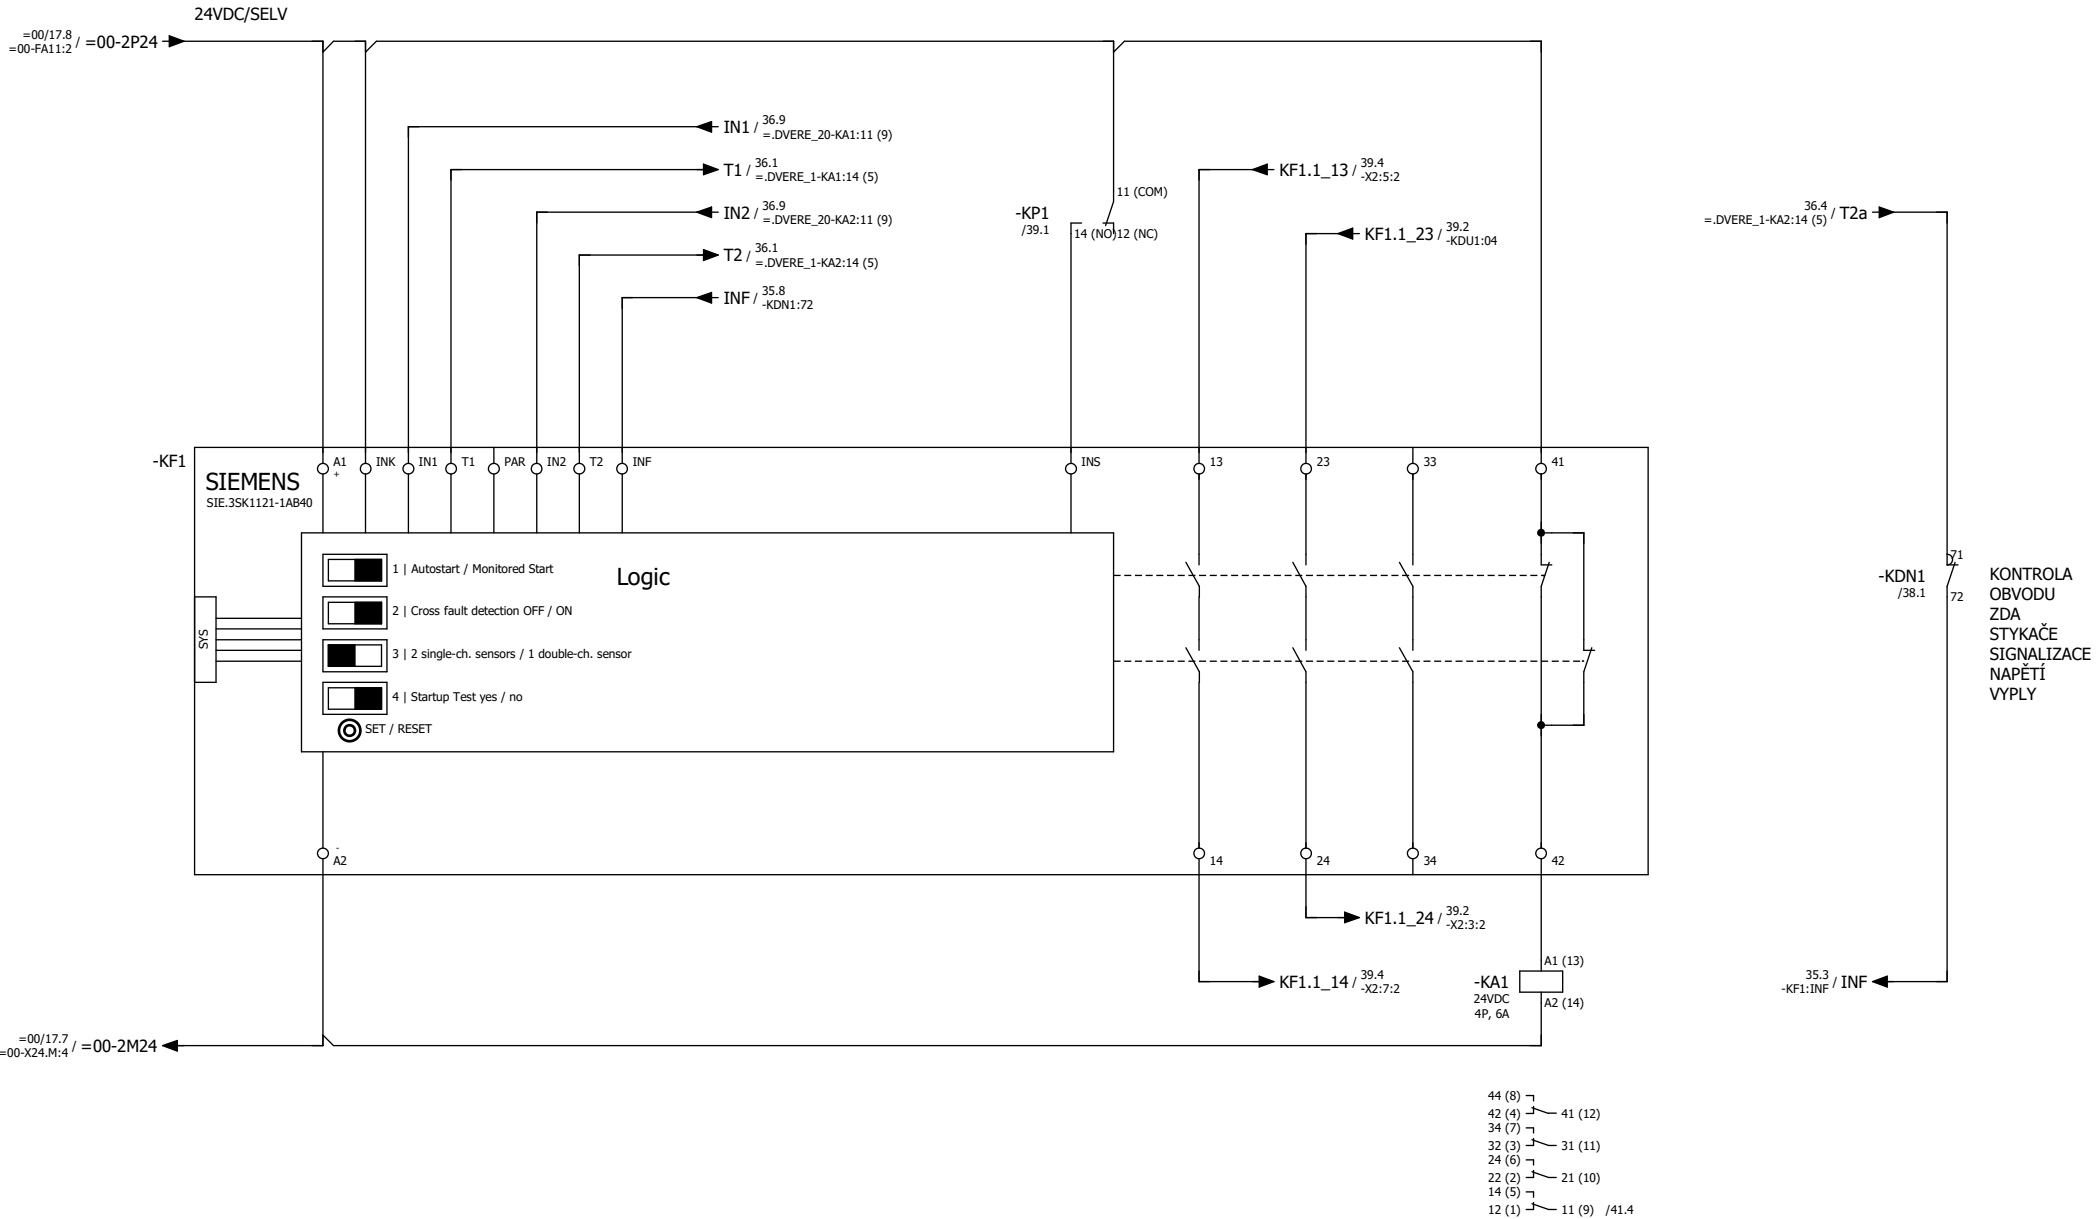 24VDC/SELV
=00/17.8
=00-FA11:2 / =00-2P24
IN1 / 36.9
=.DVERE_20-KA1:11 (9)
T1 / 36.1
=.DVERE_1-KA1:14 (5)
IN2 / 36.9
=.DVERE_20-KA2:11 (9)
T2 / 36.1
=.DVERE_1-KA2:14 (5)
INF / 35.8
-KDN1:72
-KP1
/39.1
11 (COM)
14 (NO)
12 (NC)
KF1.1_13 / 39.4
-X2:5:2
KF1.1_23 / 39.2
-KDU1:04
36.4
=.DVERE_1-KA2:14 (5) / T2a
-KF1
SIEMENS
SIE.3SK1121-1AB40
A1
+
INK
IN1
T1
PAR
IN2
T2
INF
INS
13
23
33
41
1 | Autostart / Monitored Start
2 | Cross fault detection OFF / ON
3 | 2 single-ch. sensors / 1 double-ch. sensor
4 | Startup Test yes / no
SET / RESET
Logic
SYS
-
A2
14
24
34
42
-KDN1
/38.1
71
72
KONTROLA
OBVODU
ZDA
STYKAČE
SIGNALIZACE
NAPĚTÍ
VYPLY
KF1.1_24 / 39.2
-X2:3:2
KF1.1_14 / 39.4
-X2:7:2
-KA1
24VDC
4P, 6A
A1 (13)
A2 (14)
35.3
-KF1:INF / INF
=00/17.7
=00-X24.M:4 / =00-2M24
44 (8)
42 (4) 41 (12)
34 (7)
32 (3) 31 (11)
24 (6)
22 (2) 21 (10)
14 (5)
12 (1) 11 (9) /41.4